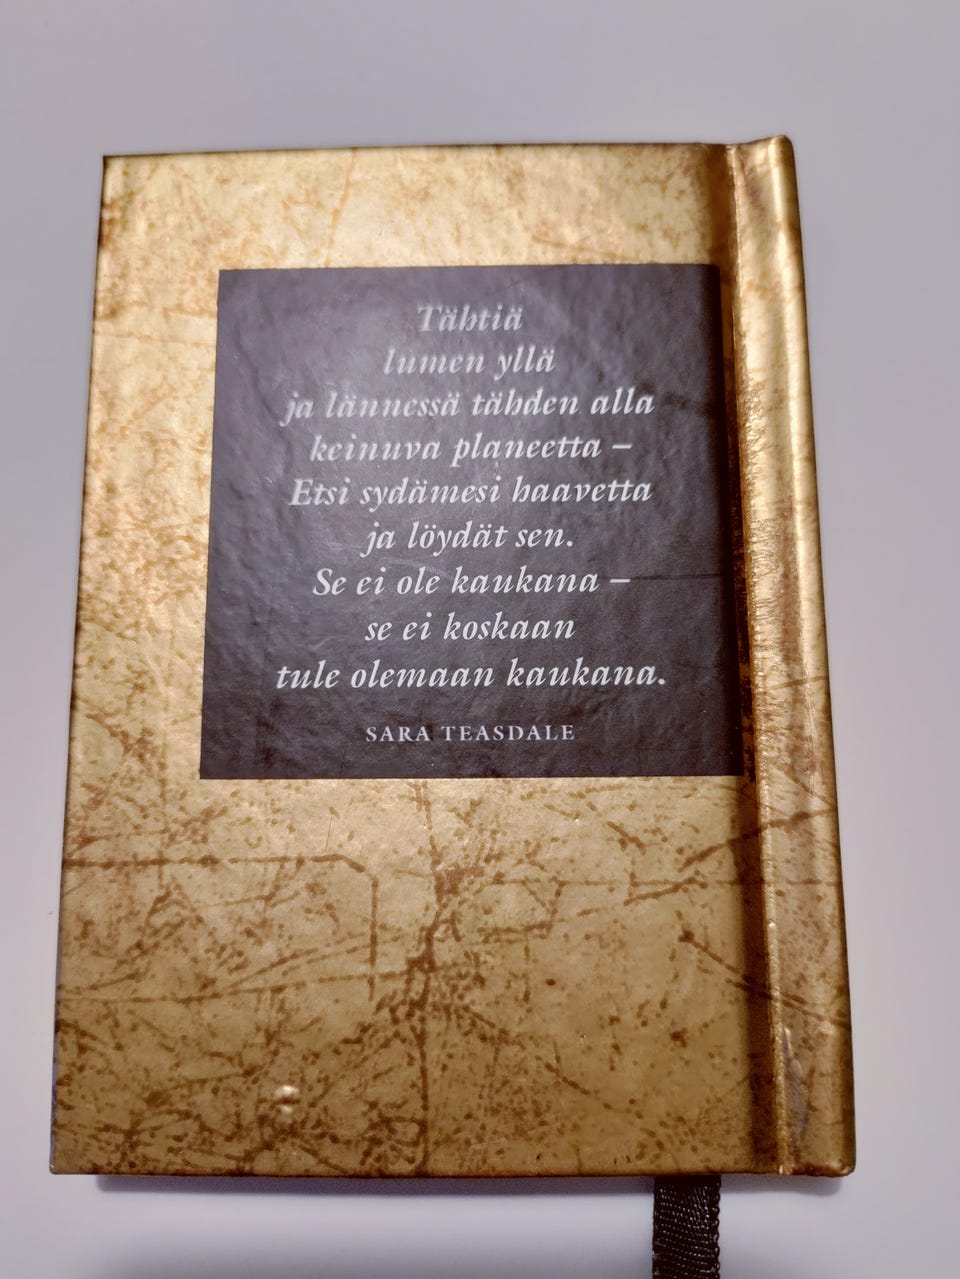 Tähtiä
lumen yllä
ja lännessä tähden alla
keinuva planeetta –
Etsi sydämesi haavetta
ja löydät sen.
Se ei ole kaukana –
se ei koskaan
tule olemaan kaukana.
SARA TEASDALE